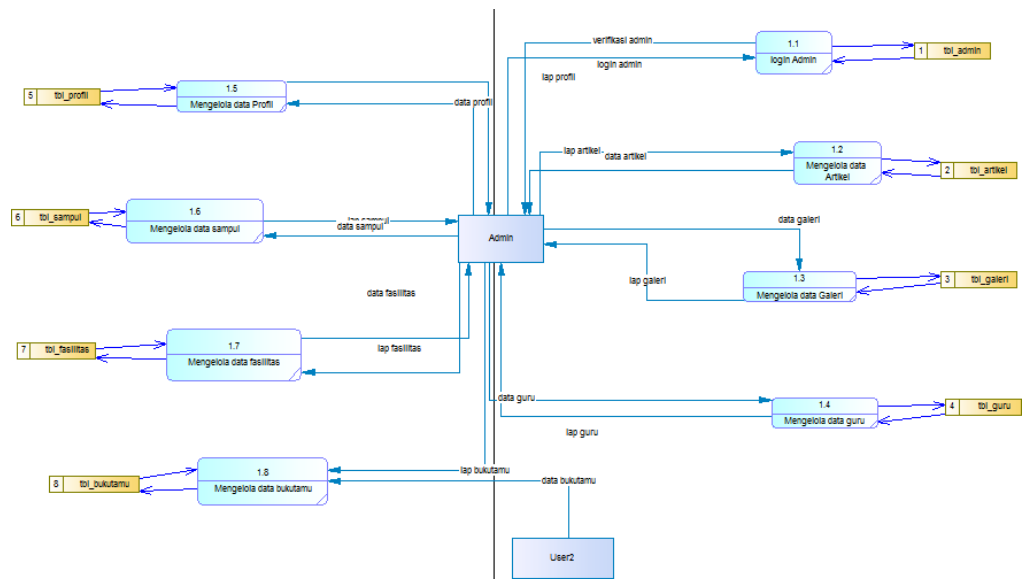 verifikasi admin
1.1
login Admin
1 tbl_admin
login admin
lap profil
5 tbl_profil
1.5
Mengelola data Profil
data profil
lap artikel
data artikel
1.2
Mengelola data
Artikel
2 tbl_artikel
6 tbl_sampul
1.6
Mengelola data sampul
lap sampul
data sampul
Admin
data galeri
lap galeri
1.3
Mengelola data Galeri
3 tbl_galeri
data fasilitas
7 tbl_fasilitas
1.7
Mengelola data fasilitas
lap fasilitas
data guru
1.4
Mengelola data guru
4 tbl_guru
lap guru
8 tbl_bukutamu
1.8
Mengelola data bukutamu
lap bukutamu
data bukutamu
User2